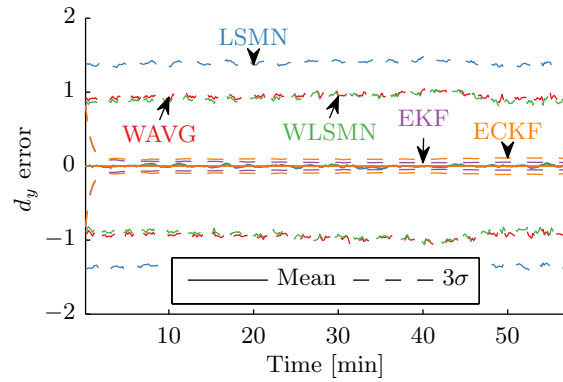 2
LSMN
1
WAVG
WLSMN
EKF
ECKF
0
d_y error
−1
Mean
3σ
−2
10
20
30
40
50
Time [min]